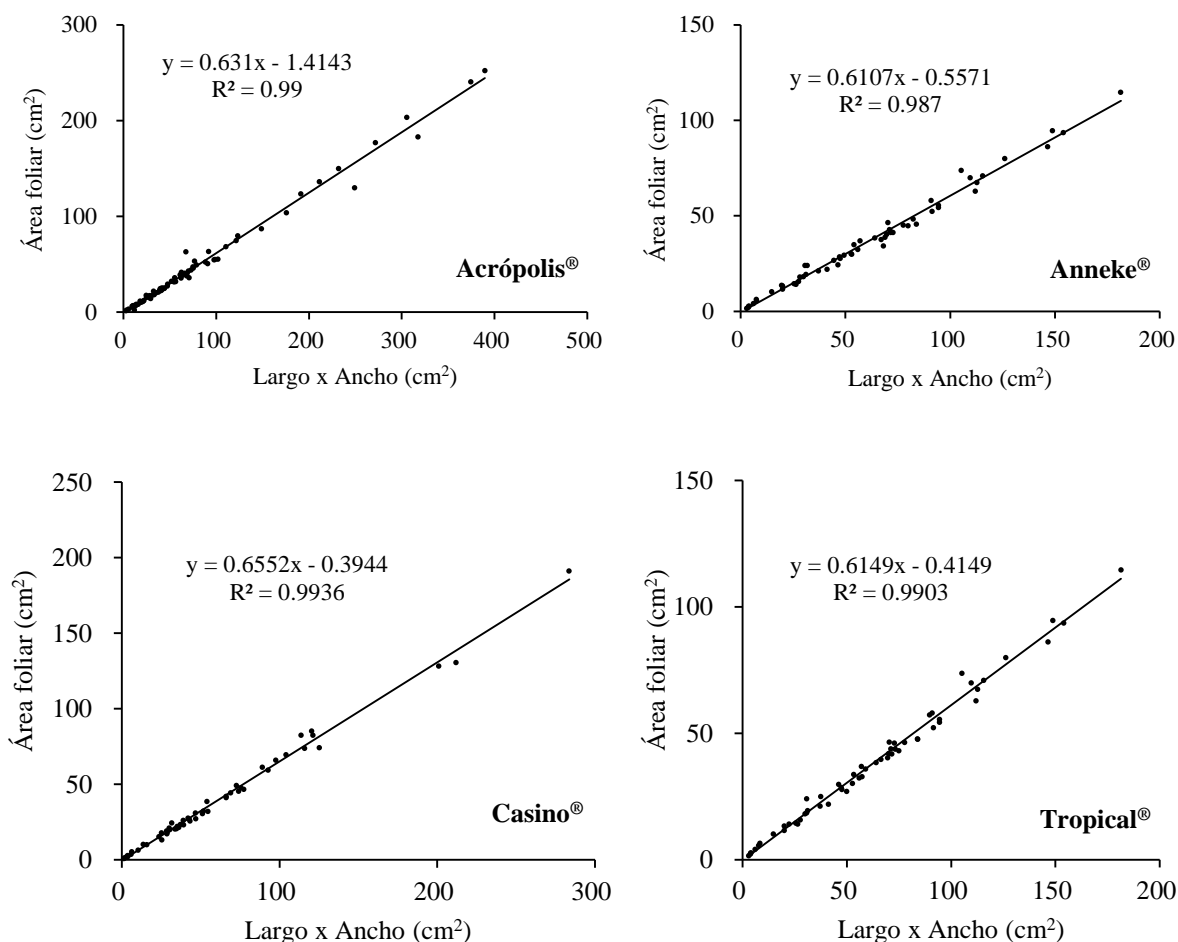 300
200
100
0
Área foliar (cm²)
y = 0.631x - 1.4143
R² = 0.99
Acrópolis®
0 100 200 300 400 500
Largo x Ancho (cm²)
150
100
50
0
Área foliar (cm²)
y = 0.6107x - 0.5571
R² = 0.987
Anneke®
0 50 100 150 200
Largo x Ancho (cm²)
250
200
150
100
50
0
Área foliar (cm²)
y = 0.6552x - 0.3944
R² = 0.9936
Casino®
0 100 200 300
Largo x Ancho (cm²)
150
100
50
0
Área foliar (cm²)
y = 0.6149x - 0.4149
R² = 0.9903
Tropical®
0 50 100 150 200
Largo x Ancho (cm²)